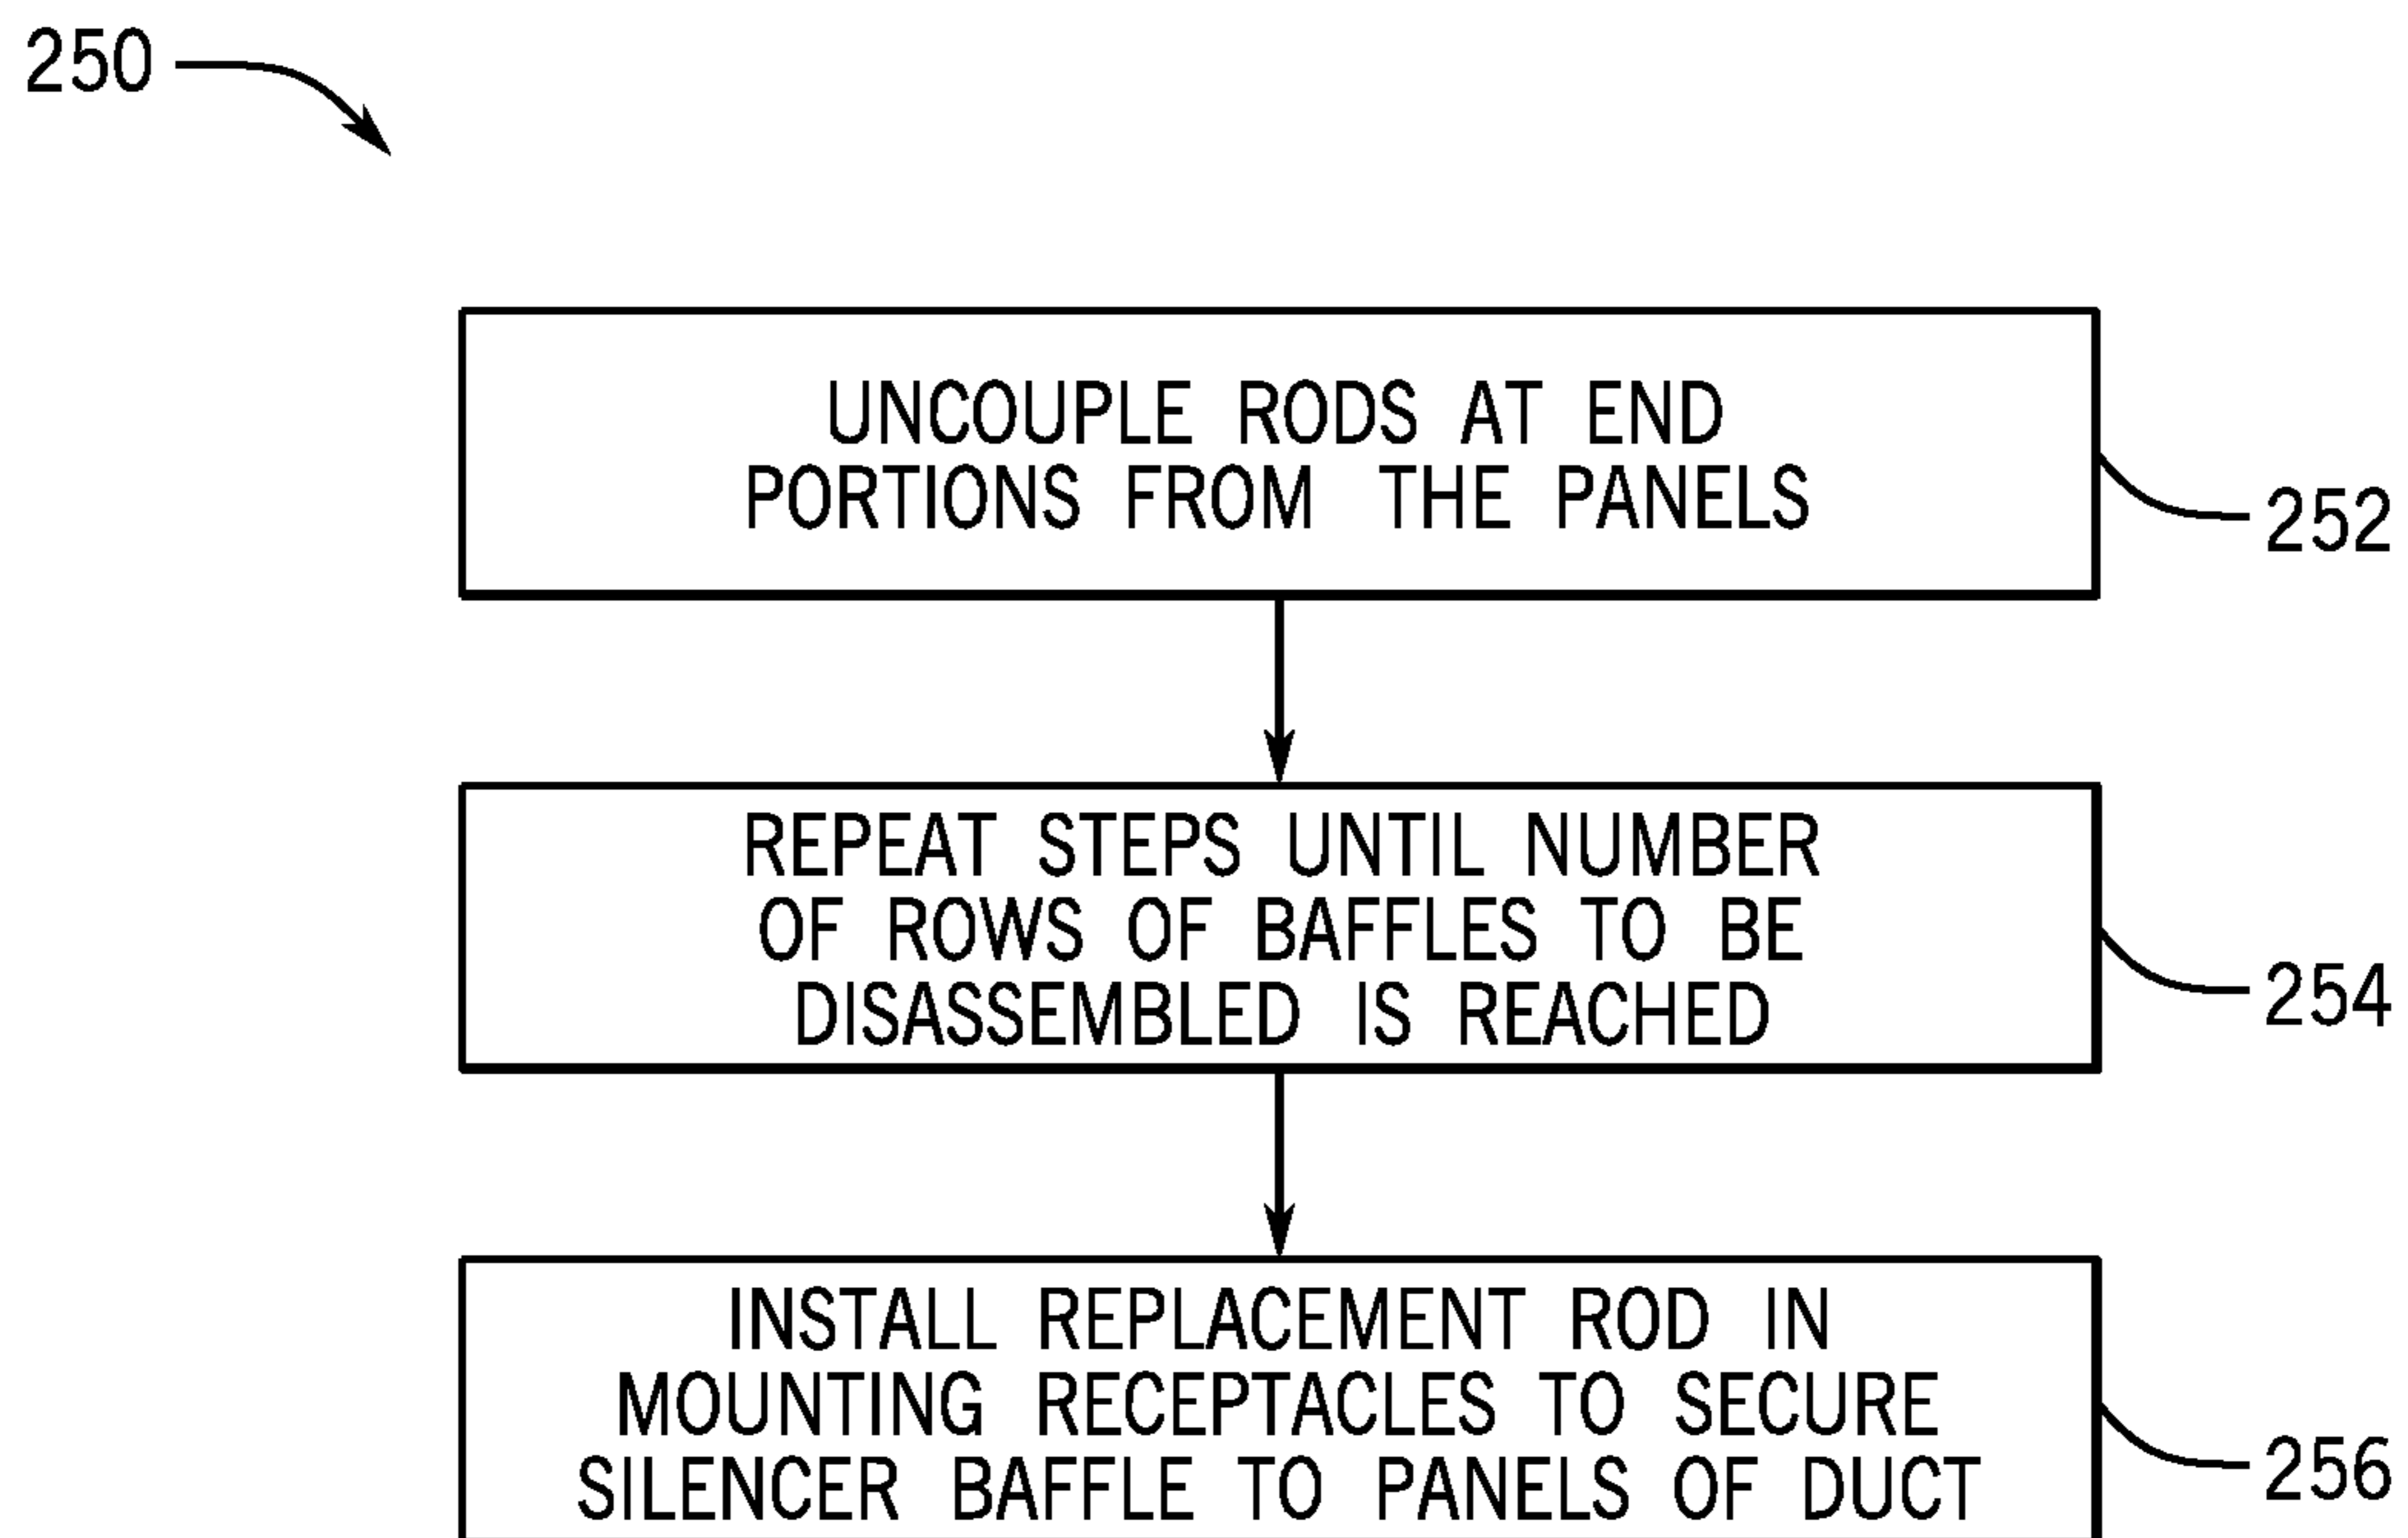 250
UNCOUPLE RODS AT END
PORTIONS FROM THE PANELS
252
REPEAT STEPS UNTIL NUMBER
OF ROWS OF BAFFLES TO BE
DISASSEMBLED IS REACHED
254
INSTALL REPLACEMENT ROD IN
MOUNTING RECEPTACLES TO SECURE
SILENCER BAFFLE TO PANELS OF DUCT
256